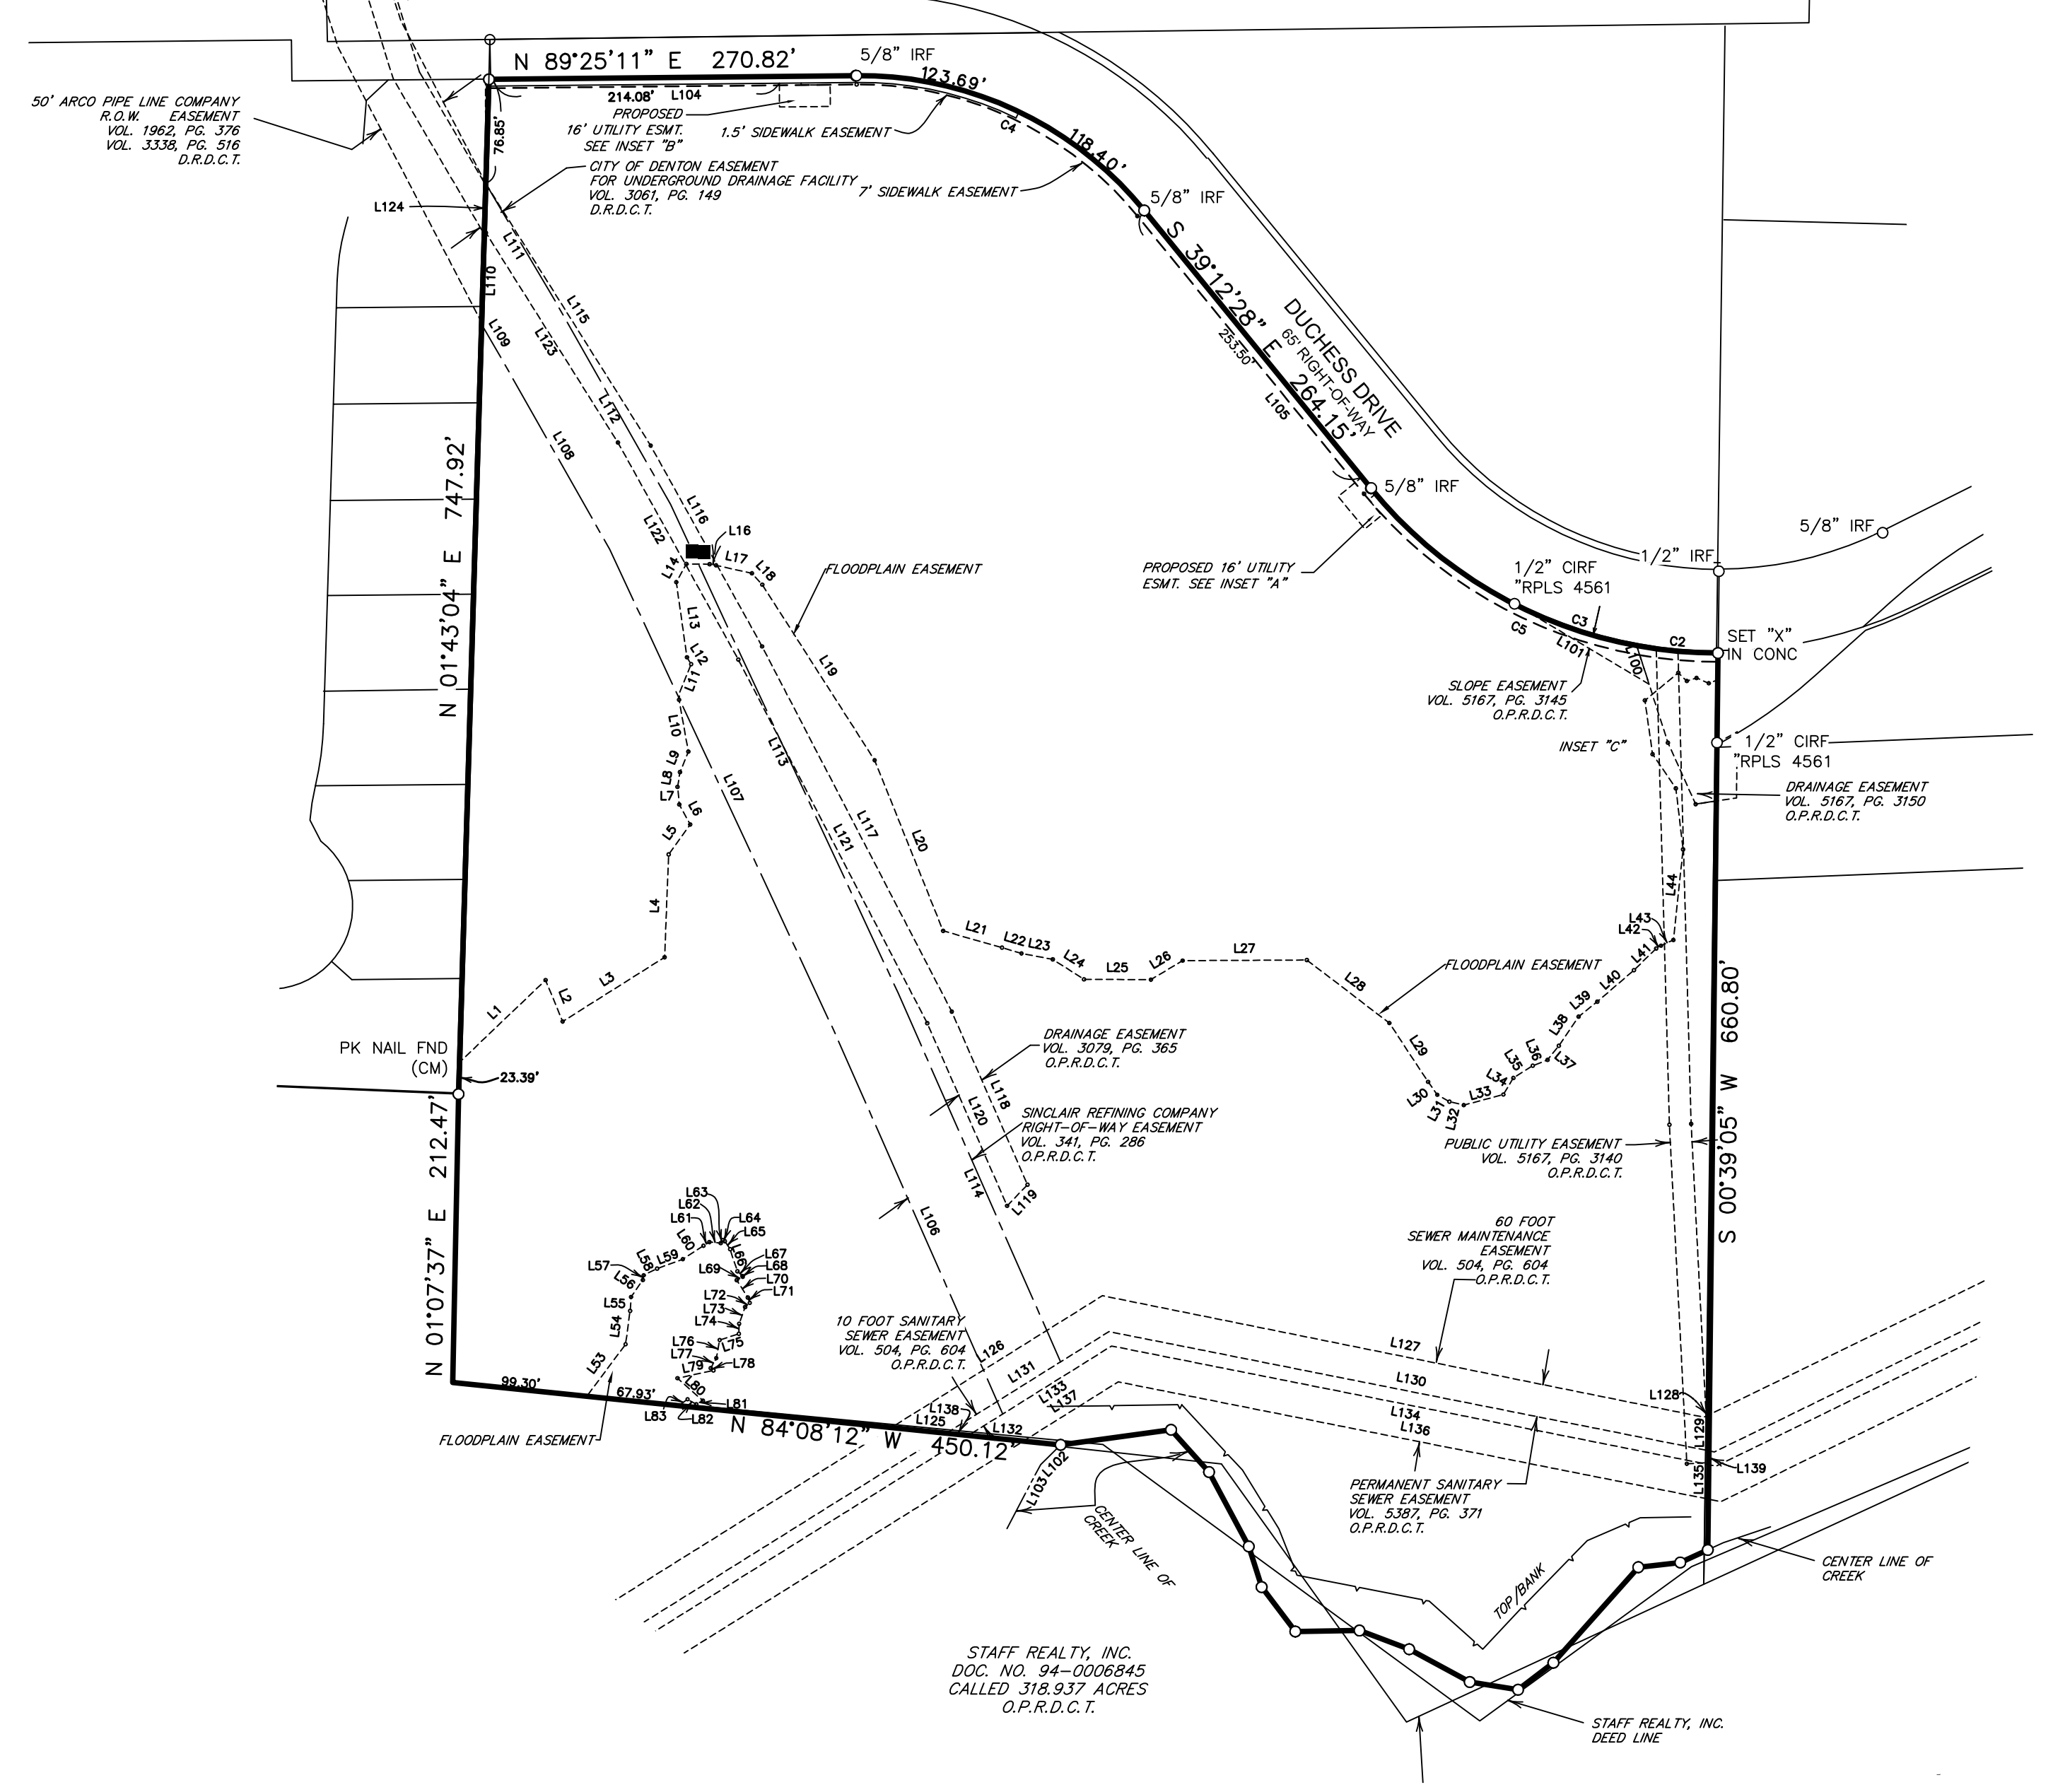 N 89°25'11" E 270.82'
5/8" IRF
123.69'
214.08'
L104
50' ARCO PIPE LINE COMPANY
R.O.W. EASEMENT
VOL. 1962, PG. 376
VOL. 3338, PG. 516
D.R.D.C.T.
76.85'
PROPOSED
16' UTILITY ESMT.
SEE INSET "B"
1.5' SIDEWALK EASEMENT
C4
118.40'
CITY OF DENTON EASEMENT
FOR UNDERGROUND DRAINAGE FACILITY
VOL. 3061, PG. 149
D.R.D.C.T.
7' SIDEWALK EASEMENT
5/8" IRF
L124
L111
L110
L115
L109
L123
S 39°12'28" E 264.15'
253.50'
L105
DUCHESS DRIVE
65' RIGHT-OF-WAY
L112
L108
N 01°43'04" E 747.92'
5/8" IRF
5/8" IRF
1/2" IRF
L122
L116
L16
L17
L18
L14
FLOODPLAIN EASEMENT
PROPOSED 16' UTILITY
ESMT. SEE INSET "A"
1/2" CIRF
"RPLS 4561
C5
C3
C2
L101
L100
SET "X"
IN CONC
L13
L12
L11
L19
SLOPE EASEMENT
VOL. 5167, PG. 3145
O.P.R.D.C.T.
INSET "C"
1/2" CIRF
"RPLS 4561
DRAINAGE EASEMENT
VOL. 5167, PG. 3150
O.P.R.D.C.T.
L10
L9
L8
L7
L6
L5
L107
L113
L121
L117
L20
L4
L44
L43
L42
L41
L40
L39
L38
L37
L36
L35
L34
L33
L32
L31
L30
L29
L28
L27
L26
L25
L24
L23
L22
L21
L3
L2
L1
FLOODPLAIN EASEMENT
S 00°39'05" W 660.80'
PK NAIL FND
(CM)
23.39'
DRAINAGE EASEMENT
VOL. 3079, PG. 365
O.P.R.D.C.T.
L118
L120
SINCLAIR REFINING COMPANY
RIGHT-OF-WAY EASEMENT
VOL. 341, PG. 286
O.P.R.D.C.T.
L114
L119
L106
PUBLIC UTILITY EASEMENT
VOL. 5167, PG. 3140
O.P.R.D.C.T.
N 01°07'37" E 212.47'
L63
L62
L61
L60
L59
L58
L57
L56
L55
L54
L53
L64
L65
L66
L67
L68
L69
L70
L71
L72
L73
L74
L75
L76
L77
L78
L79
L80
L81
L82
L83
60 FOOT
SEWER MAINTENANCE
EASEMENT
VOL. 504, PG. 604
O.P.R.D.C.T.
10 FOOT SANITARY
SEWER EASEMENT
VOL. 504, PG. 604
O.P.R.D.C.T.
L126
L131
L133
L137
L127
L130
L134
L136
L128
L129
L135
L139
99.30'
67.93'
FLOODPLAIN EASEMENT
N 84°08'12" W 450.12'
L138
L125
L132
L102
L103
CENTER LINE OF
CREEK
PERMANENT SANITARY
SEWER EASEMENT
VOL. 5387, PG. 371
O.P.R.D.C.T.
TOP/BANK
CENTER LINE OF
CREEK
STAFF REALTY, INC.
DOC. NO. 94-0006845
CALLED 318.937 ACRES
O.P.R.D.C.T.
STAFF REALTY, INC.
DEED LINE